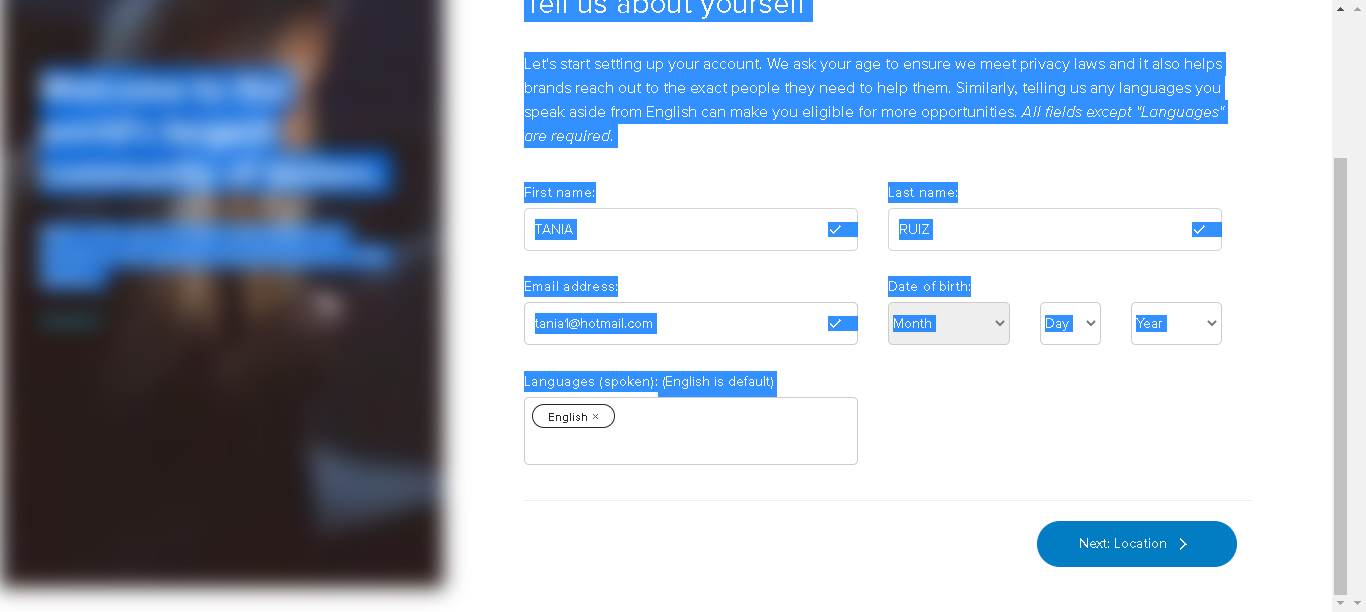 Tell us about yourself
Let's start setting up your account. We ask your age to ensure we meet privacy laws and it also helps
brands reach out to the exact people they need to help them. Similarly, telling us any languages you
speak aside from English can make you eligible for more opportunities. All fields except "Languages"
are required.
First name:
Last name:
TANIA
RUIZ
Email address:
Date of birth:
tania1@hotmail.com
Month
Day
Year
Languages (spoken): (English is default)
English ×
Next: Location